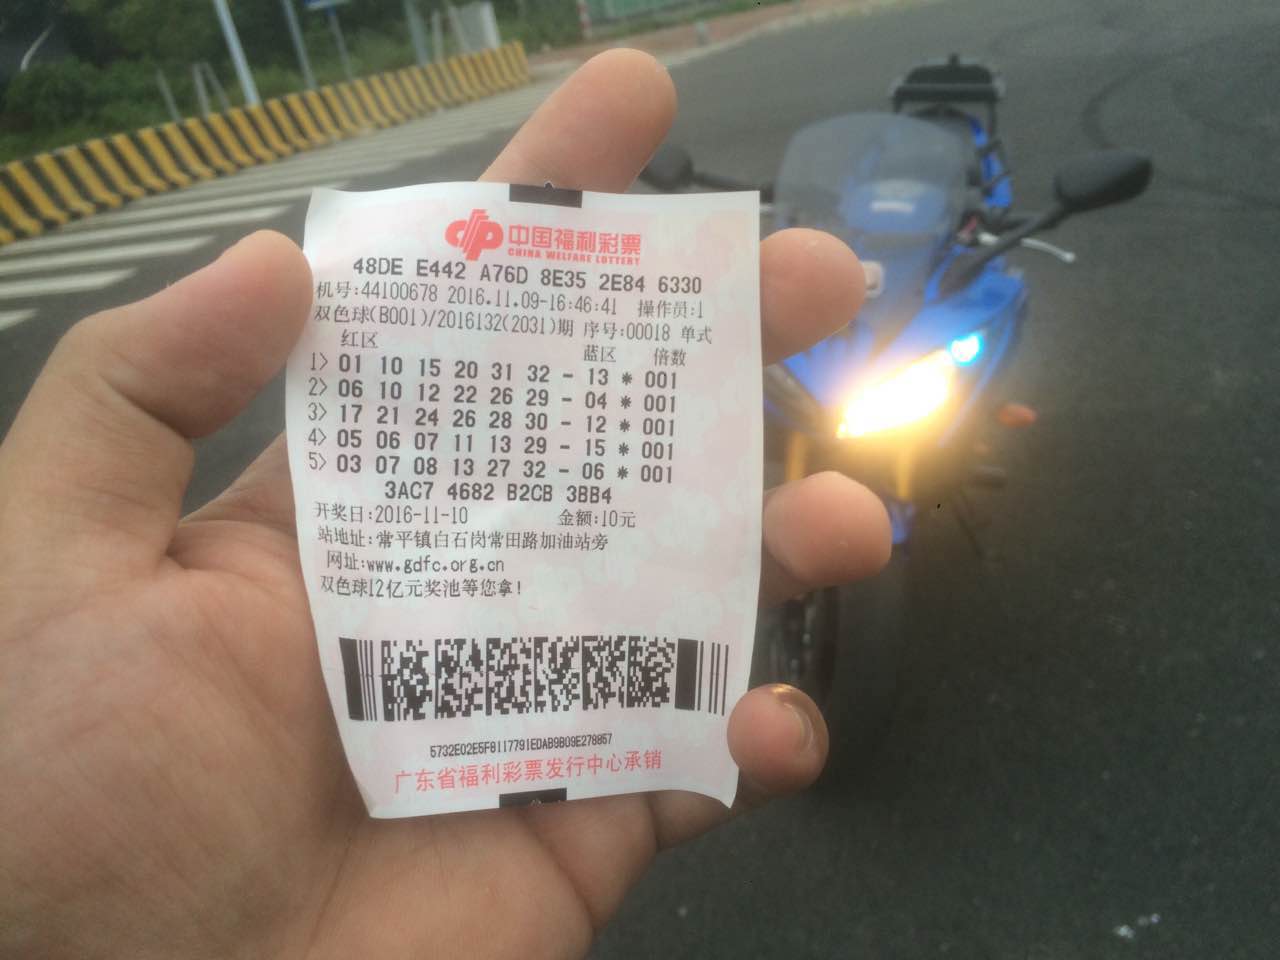 中国福利彩票
CHINA WELFARE LOTTERY
48DE E442 A76D 8E35 2E84 6330
机号:44100678 2016.11.09-16:46:41 操作员:1
双色球(B001)/2016132(2031)期 序号:00018 单式
红区 蓝区 倍数
1> 01 10 15 20 31 32 - 13 * 001
2> 06 10 12 22 26 29 - 04 * 001
3> 17 21 24 26 28 30 - 12 * 001
4> 05 06 07 11 13 29 - 15 * 001
5> 03 07 08 13 27 32 - 06 * 001
3AC7 4682 B2CB 3BB4
开奖日:2016-11-10 金额:10元
站地址:常平镇白石岗常田路加油站旁
网址:www.gdfc.org.cn
双色球12亿元奖池等您拿!
5732E02E5F8117791EDAB9B09E278857
广东省福利彩票发行中心承销